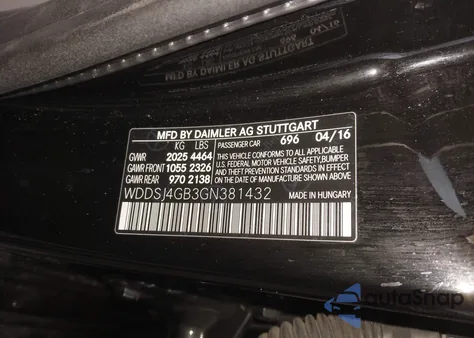 MFD BY DAIMLER AG STUTTGART
KG LBS PASSENGER CAR 696 04/16
GVWR 2025 4464
GAWR FRONT 1055 2326
GAWR REAR 970 2138
THIS VEHICLE CONFORMS TO ALL APPLICABLE
U.S. FEDERAL MOTOR VEHICLE SAFETY, BUMPER
AND THEFT PREVENTION STANDARDS IN EFFECT
ON THE DATE OF MANUFACTURE SHOWN ABOVE.
WDDSJ4GB3GN381432 MADE IN HUNGARY
autoSnap